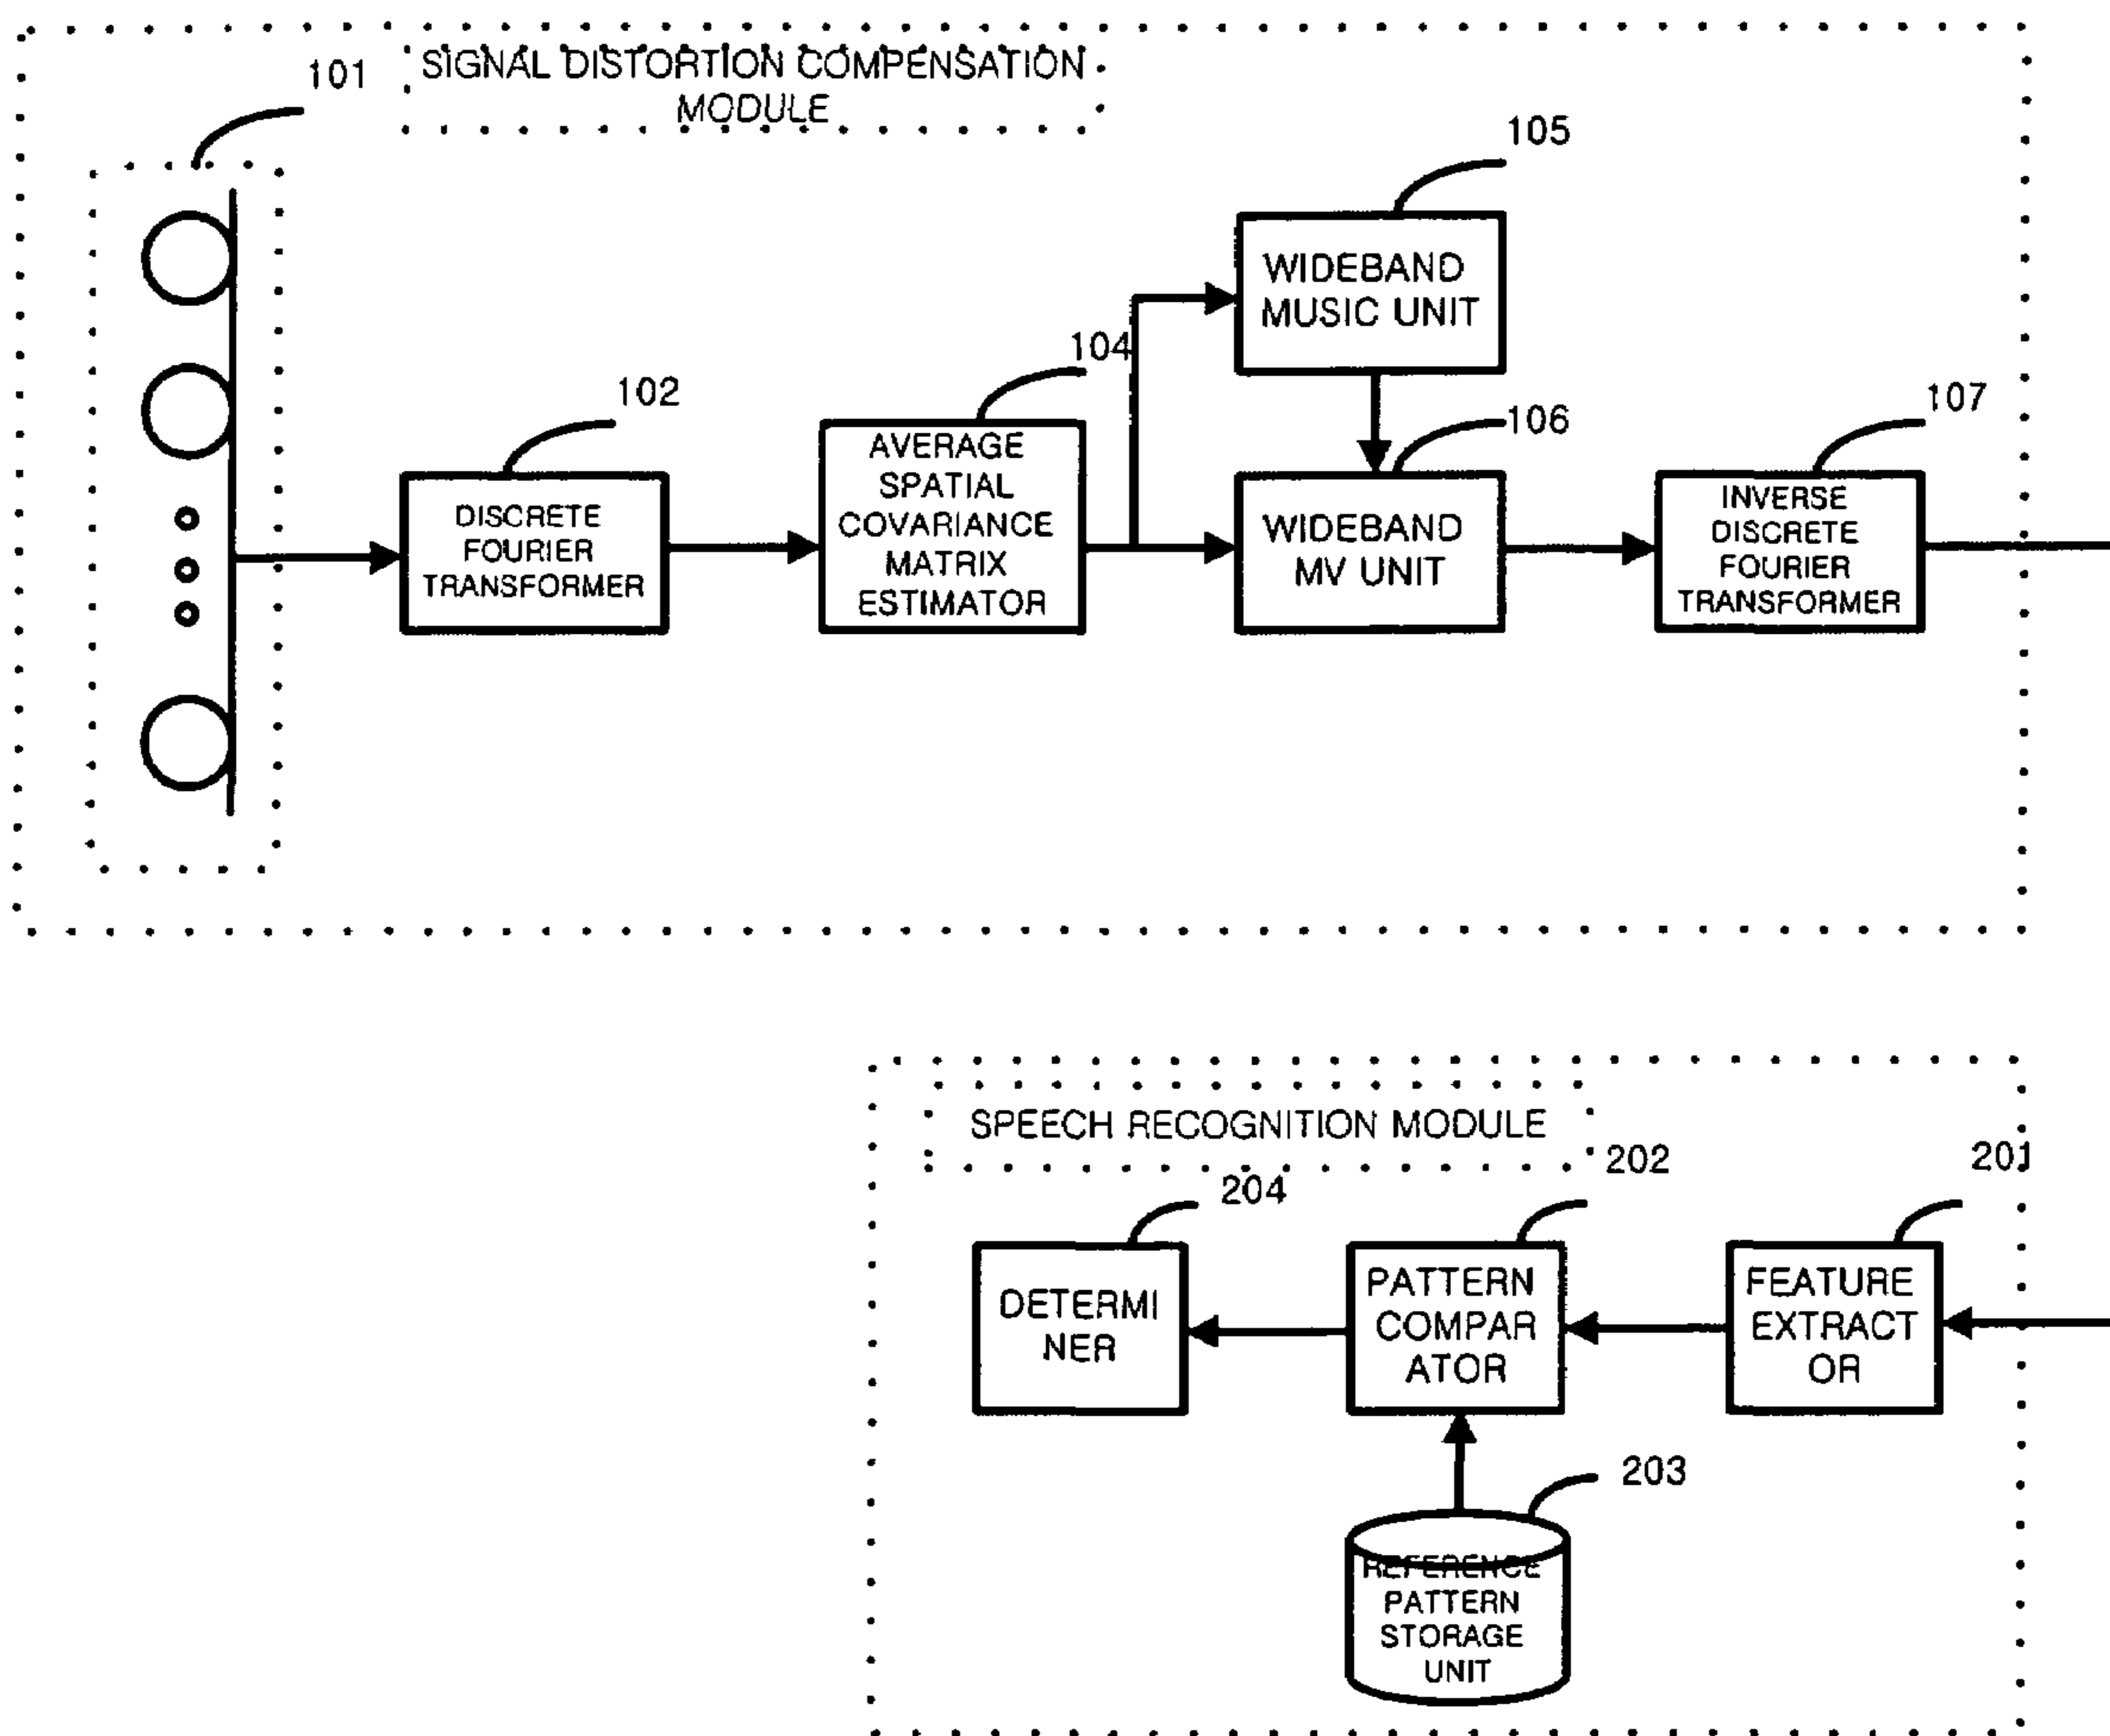 101
SIGNAL DISTORTION COMPENSATION
MODULE
105
WIDEBAND
MUSIC UNIT
104
102
106
107
AVERAGE
SPATIAL
COVARIANCE
MATRIX
ESTIMATOR
DISCRETE
FOURIER
TRANSFORMER
WIDEBAND
MV UNIT
INVERSE
DISCRETE
FOURIER
TRANSFORMER
SPEECH RECOGNITION MODULE
204
202
201
DETERMI
NER
PATTERN
COMPAR
ATOR
FEATURE
EXTRACT
OR
203
REFERENCE
PATTERN
STORAGE
UNIT